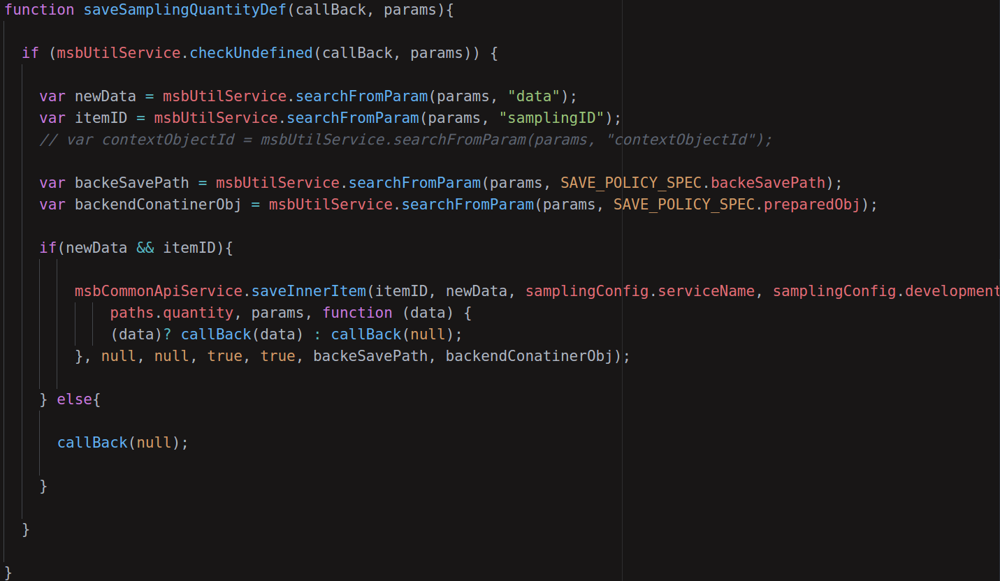 function saveSamplingQuantityDef(callBack, params){
if (msbUtilService.checkUndefined(callBack, params)) {
var newData = msbUtilService.searchFromParam(params, "data");
var itemID = msbUtilService.searchFromParam(params, "samplingID");
// var contextObjectId = msbUtilService.searchFromParam(params, "contextObjectId");
var backeSavePath = msbUtilService.searchFromParam(params, SAVE_POLICY_SPEC.backeSavePath);
var backendConatinerObj = msbUtilService.searchFromParam(params, SAVE_POLICY_SPEC.preparedObj);
if(newData && itemID){
msbCommonApiService.saveInnerItem(itemID, newData, samplingConfig.serviceName, samplingConfig.development
paths.quantity, params, function (data) {
(data)? callBack(data) : callBack(null);
}, null, null, true, true, backeSavePath, backendConatinerObj);
} else{
callBack(null);
}
}
}